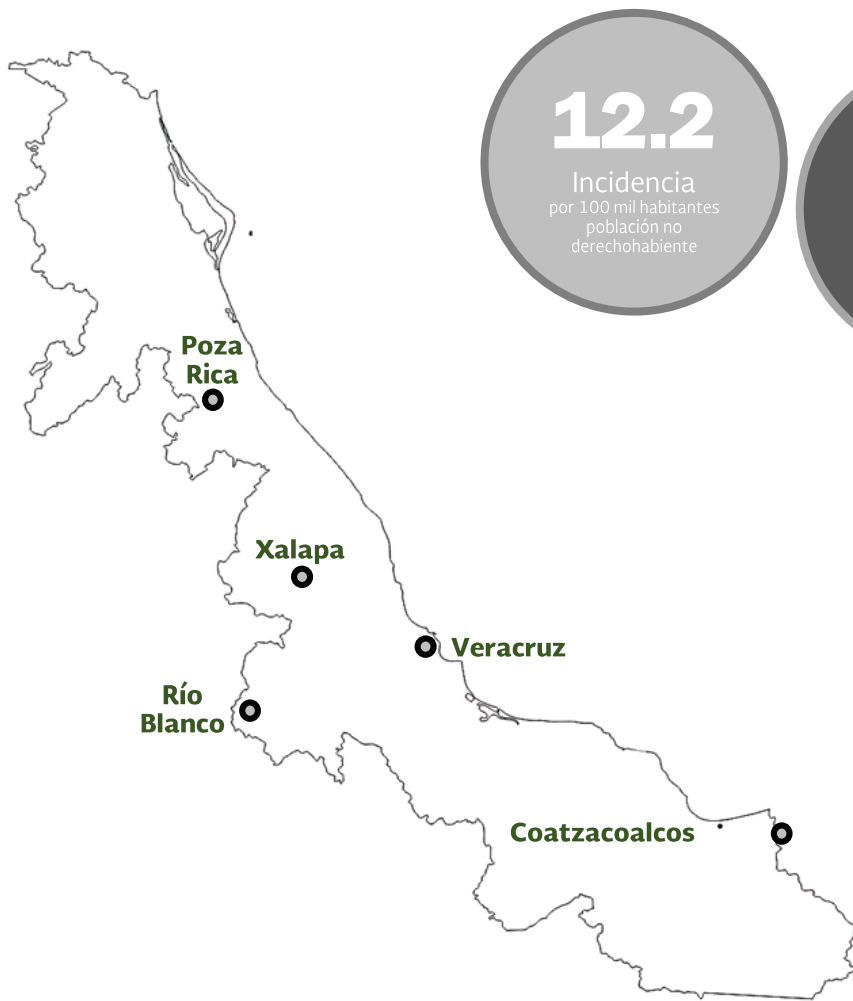 12.2
Incidencia
por 100 mil habitantes
población no
derechohabiente
Poza
Rica
Xalapa
Veracruz
Río
Blanco
Coatzacoalcos